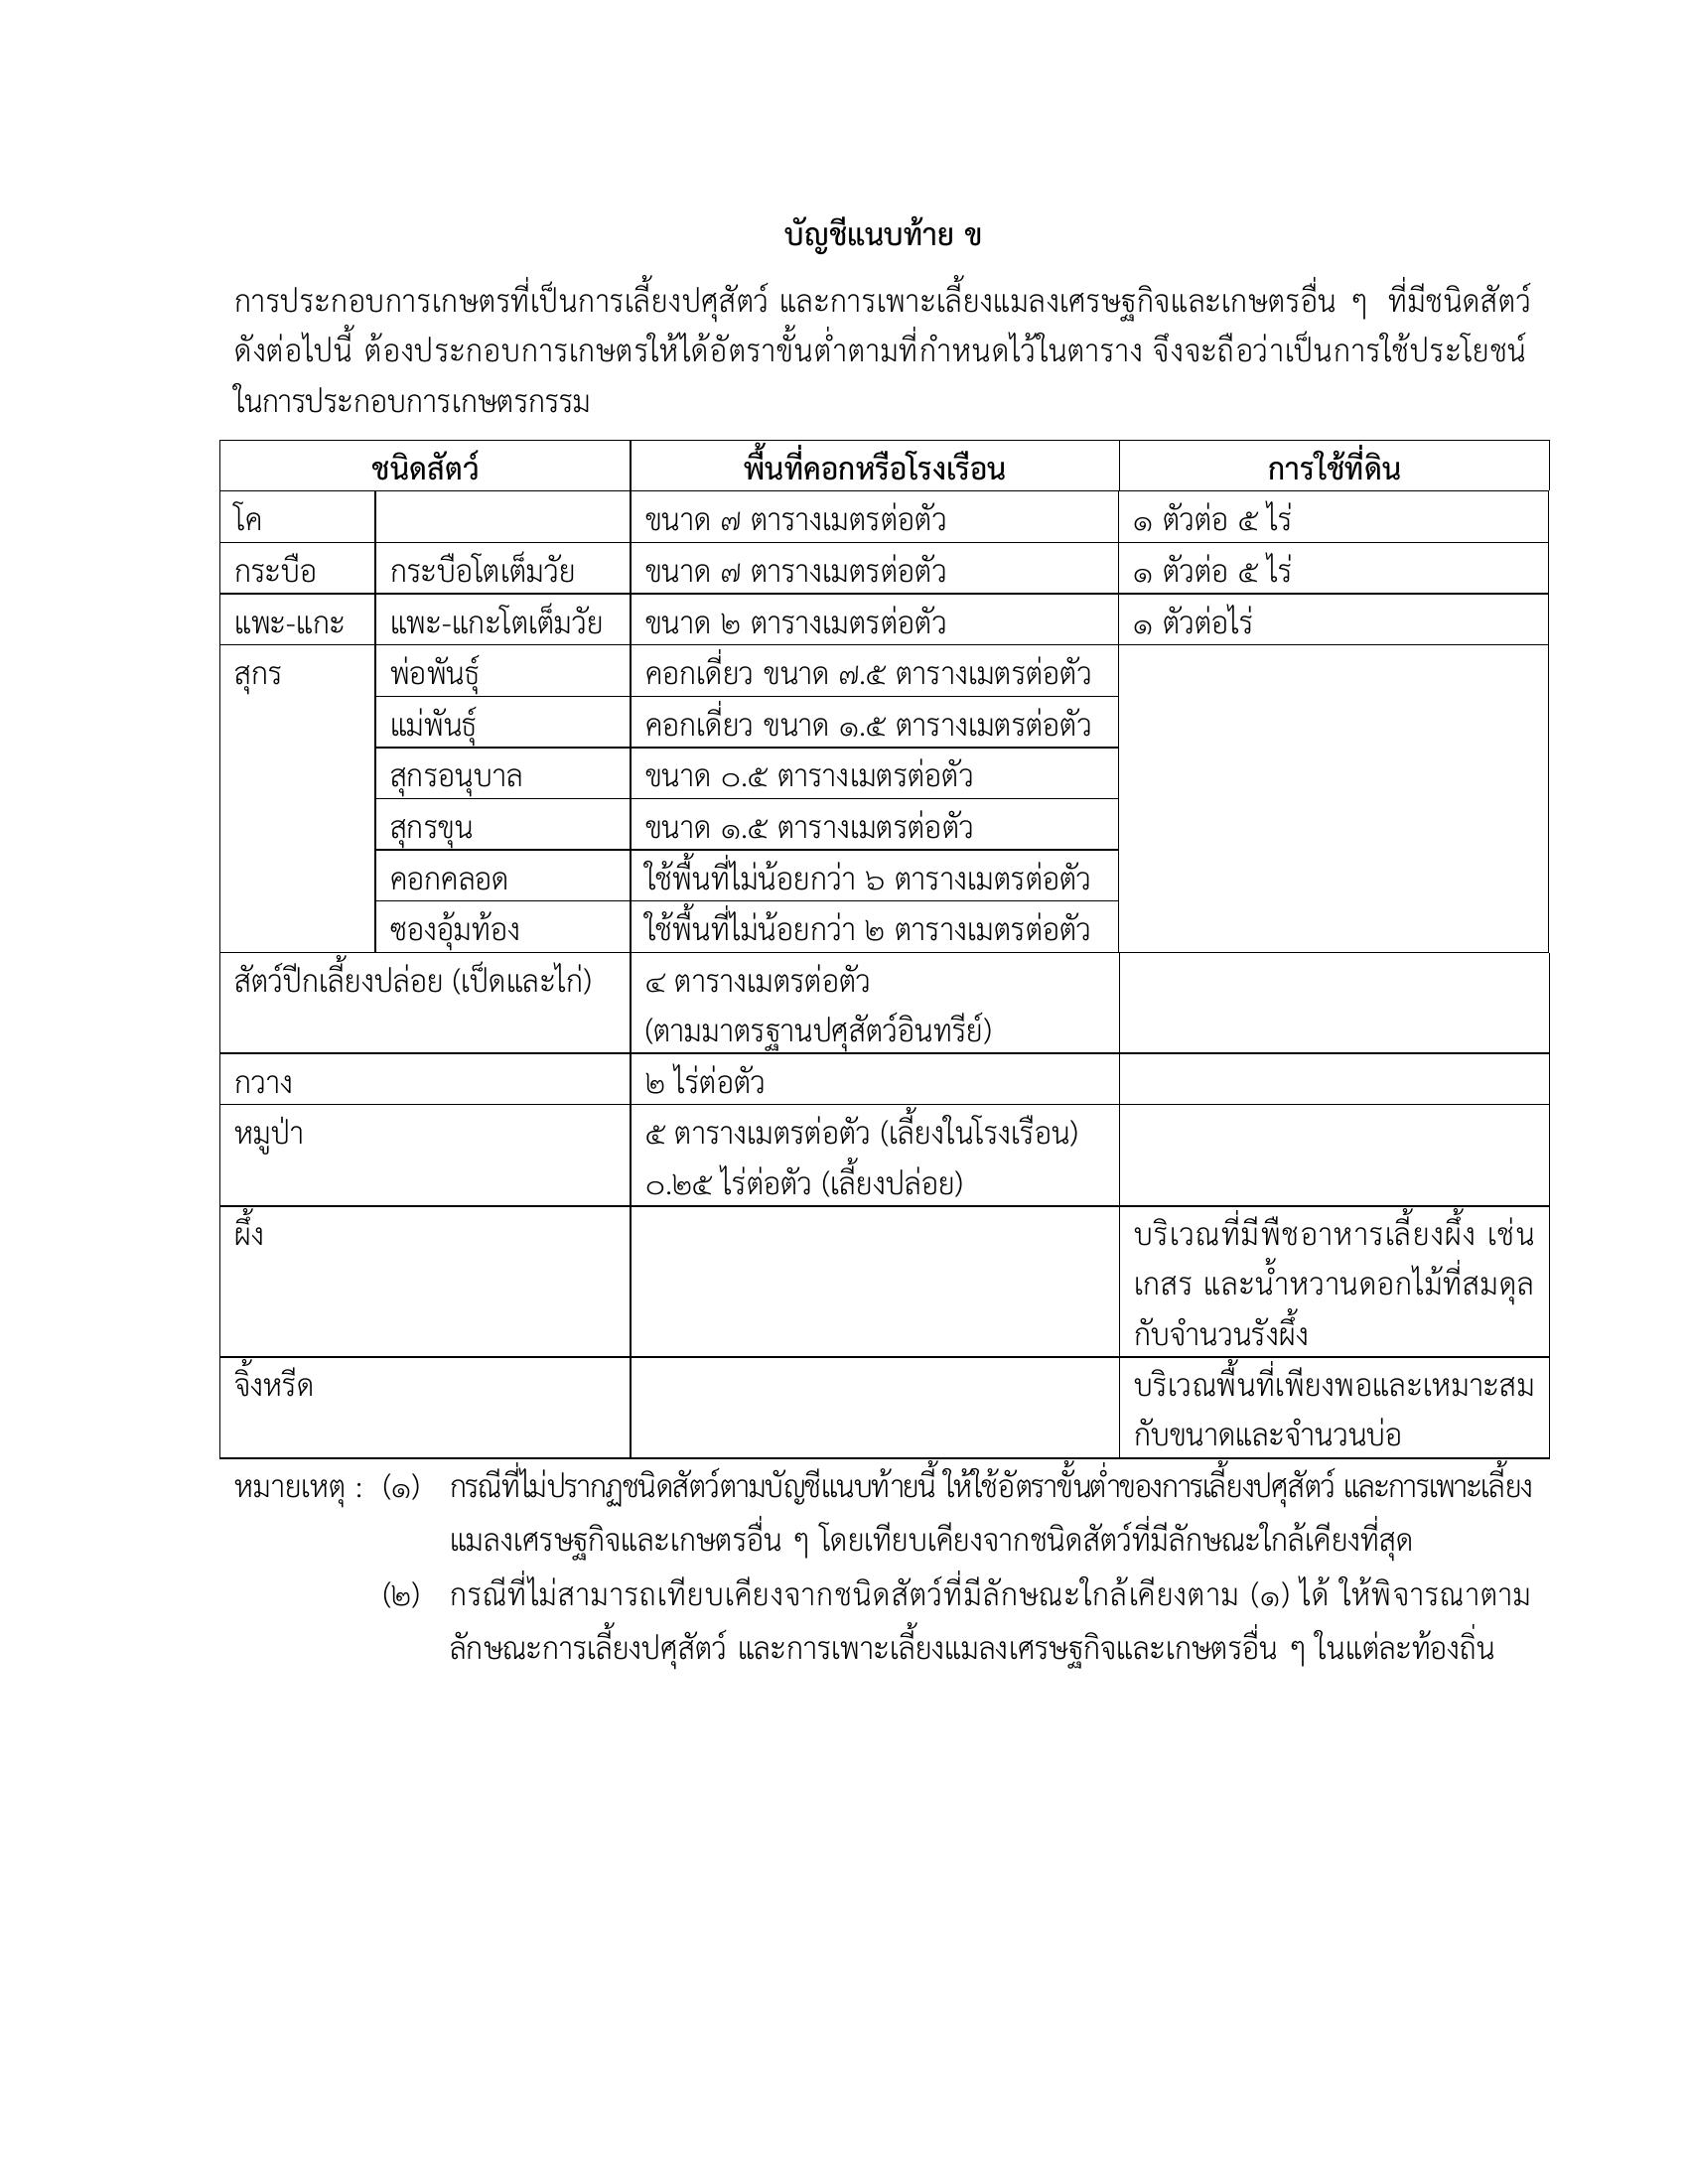 บัญชีแนบท้าย ข
การประกอบการเกษตรที่เป็นการเลี้ยงปศุสัตว์ และการเพาะเลี้ยงแมลงเศรษฐกิจและเกษตรอื่น ๆ ที่มีชนิดสัตว์
ดังต่อไปนี้ ต้องประกอบการเกษตรให้ได้อัตราขั้นต่ำตามที่กำหนดไว้ในตาราง จึงจะถือว่าเป็นการใช้ประโยชน์
ในการประกอบการเกษตรกรรม
ชนิดสัตว์ พื้นที่คอกหรือโรงเรือน การใช้ที่ดิน
โค ขนาด ๗ ตารางเมตรต่อตัว ๑ ตัวต่อ ๕ ไร่
กระบือ กระบือโตเต็มวัย ขนาด ๗ ตารางเมตรต่อตัว ๑ ตัวต่อ ๕ ไร่
แพะ-แกะ แพะ-แกะโตเต็มวัย ขนาด ๒ ตารางเมตรต่อตัว ๑ ตัวต่อไร่
สุกร พ่อพันธุ์ คอกเดี่ยว ขนาด ๗.๕ ตารางเมตรต่อตัว
แม่พันธุ์ คอกเดี่ยว ขนาด ๑.๕ ตารางเมตรต่อตัว
สุกรอนุบาล ขนาด ๐.๕ ตารางเมตรต่อตัว
สุกรขุน ขนาด ๑.๕ ตารางเมตรต่อตัว
คอกคลอด ใช้พื้นที่ไม่น้อยกว่า ๖ ตารางเมตรต่อตัว
ซองอุ้มท้อง ใช้พื้นที่ไม่น้อยกว่า ๒ ตารางเมตรต่อตัว
สัตว์ปีกเลี้ยงปล่อย (เป็ดและไก่) ๔ ตารางเมตรต่อตัว
(ตามมาตรฐานปศุสัตว์อินทรีย์)
กวาง ๒ ไร่ต่อตัว
หมูป่า ๕ ตารางเมตรต่อตัว (เลี้ยงในโรงเรือน)
๐.๒๕ ไร่ต่อตัว (เลี้ยงปล่อย)
ผึ้ง บริเวณที่มีพืชอาหารเลี้ยงผึ้ง เช่น
เกสร และน้ำหวานดอกไม้ที่สมดุล
กับจำนวนรังผึ้ง
จิ้งหรีด บริเวณพื้นที่เพียงพอและเหมาะสม
กับขนาดและจำนวนบ่อ
หมายเหตุ : (๑) กรณีที่ไม่ปรากฏชนิดสัตว์ตามบัญชีแนบท้ายนี้ ให้ใช้อัตราขั้นต่ำของการเลี้ยงปศุสัตว์ และการเพาะเลี้ยง
แมลงเศรษฐกิจและเกษตรอื่น ๆ โดยเทียบเคียงจากชนิดสัตว์ที่มีลักษณะใกล้เคียงที่สุด
(๒) กรณีที่ไม่สามารถเทียบเคียงจากชนิดสัตว์ที่มีลักษณะใกล้เคียงตาม (๑) ได้ ให้พิจารณาตาม
ลักษณะการเลี้ยงปศุสัตว์ และการเพาะเลี้ยงแมลงเศรษฐกิจและเกษตรอื่น ๆ ในแต่ละท้องถิ่น